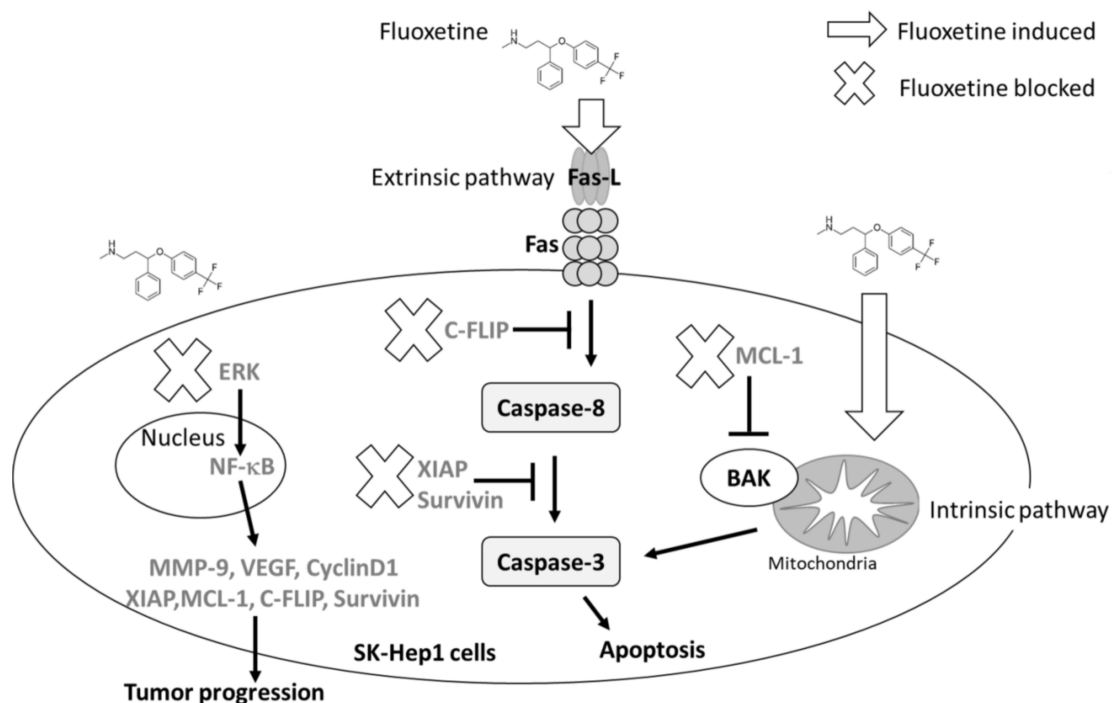 Fluoxetine
H
N
O
F
F
F
Fluoxetine induced
Fluoxetine blocked
Extrinsic pathway
Fas-L
Fas
H
N
O
F
F
F
H
N
O
F
F
F
C-FLIP
MCL-1
ERK
Caspase-8
Nucleus
NF-κB
XIAP
Survivin
BAK
Intrinsic pathway
Mitochondria
Caspase-3
MMP-9, VEGF, CyclinD1
XIAP,MCL-1, C-FLIP, Survivin
SK-Hep1 cells
Apoptosis
Tumor progression